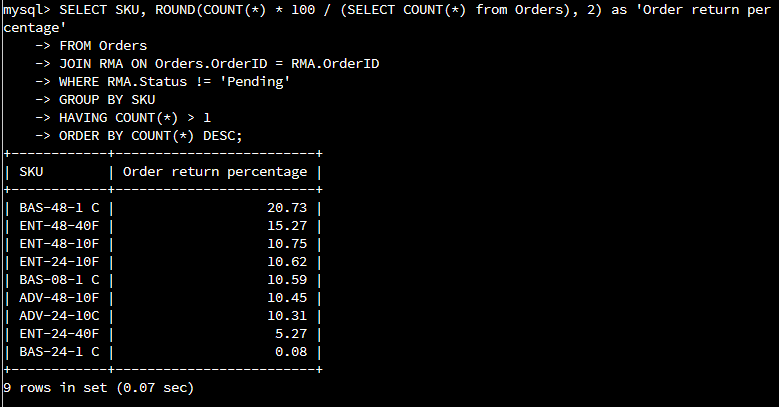 mysql> SELECT SKU, ROUND(COUNT(*) * 100 / (SELECT COUNT(*) from Orders), 2) as 'Order return per
centage'
    -> FROM Orders
    -> JOIN RMA ON Orders.OrderID = RMA.OrderID
    -> WHERE RMA.Status != 'Pending'
    -> GROUP BY SKU
    -> HAVING COUNT(*) > 1
    -> ORDER BY COUNT(*) DESC;
+------------+-------------------------+
| SKU        | Order return percentage |
+------------+-------------------------+
| BAS-48-1 C |                   20.73 |
| ENT-48-40F |                   15.27 |
| ENT-48-10F |                   10.75 |
| ENT-24-10F |                   10.62 |
| BAS-08-1 C |                   10.59 |
| ADV-48-10F |                   10.45 |
| ADV-24-10C |                   10.31 |
| ENT-24-40F |                    5.27 |
| BAS-24-1 C |                    0.08 |
+------------+-------------------------+
9 rows in set (0.07 sec)